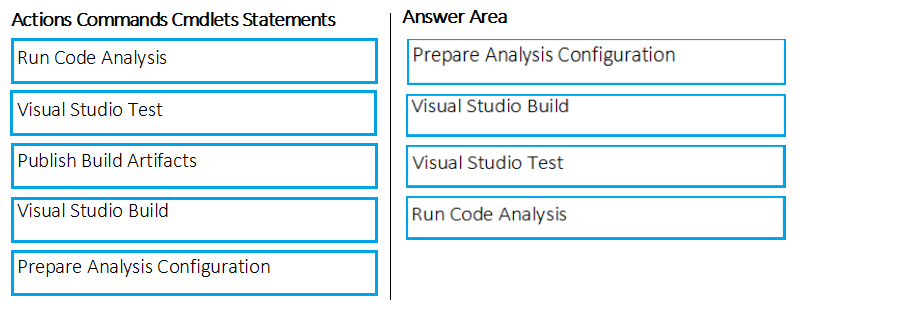 Actions Commands Cmdlets Statements
Run Code Analysis
Visual Studio Test
Publish Build Artifacts
Visual Studio Build
Prepare Analysis Configuration
Answer Area
Prepare Analysis Configuration
Visual Studio Build
Visual Studio Test
Run Code Analysis